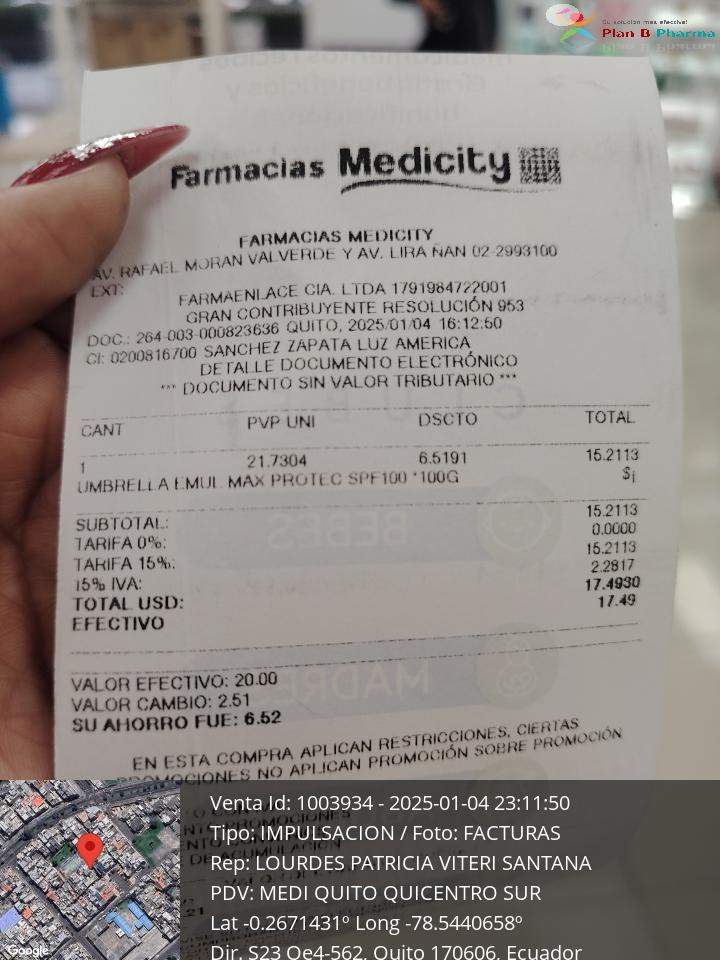 Su solución más efectiva!
Plan B Pharma
Farmacias Medicity
FARMACIAS MEDICITY
AV. RAFAEL MORAN VALVERDE Y AV. LIRA ÑAN 02-2993100
EXT:
FARMAENLACE CIA. LTDA 1791984722001
GRAN CONTRIBUYENTE RESOLUCIÓN 953
DOC.: 264-003-000823636 QUITO, 2025/01/04 16:12:50
CI: 0200816700 SANCHEZ ZAPATA LUZ AMERICA
DETALLE DOCUMENTO ELECTRÓNICO
*** DOCUMENTO SIN VALOR TRIBUTARIO ***
CANT PVP UNI DSCTO TOTAL
1 21.7304 6.5191 15.2113
UMBRELLA EMUL MAX PROTEC SPF100 *100G $i
SUBTOTAL: 15.2113
TARIFA 0%: 0.0000
TARIFA 15%: 15.2113
15% IVA: 2.2817
TOTAL USD: 17.4930
EFECTIVO 17.49
VALOR EFECTIVO: 20.00
VALOR CAMBIO: 2.51
SU AHORRO FUE: 6.52
EN ESTA COMPRA APLICAN RESTRICCIONES, CIERTAS
PROMOCIONES NO APLICAN PROMOCIÓN SOBRE PROMOCIÓN
Venta Id: 1003934 - 2025-01-04 23:11:50
Tipo: IMPULSACION / Foto: FACTURAS
Rep: LOURDES PATRICIA VITERI SANTANA
PDV: MEDI QUITO QUICENTRO SUR
Lat -0.2671431º Long -78.5440658º
Dir. S23 Oe4-562, Quito 170606, Ecuador
Google